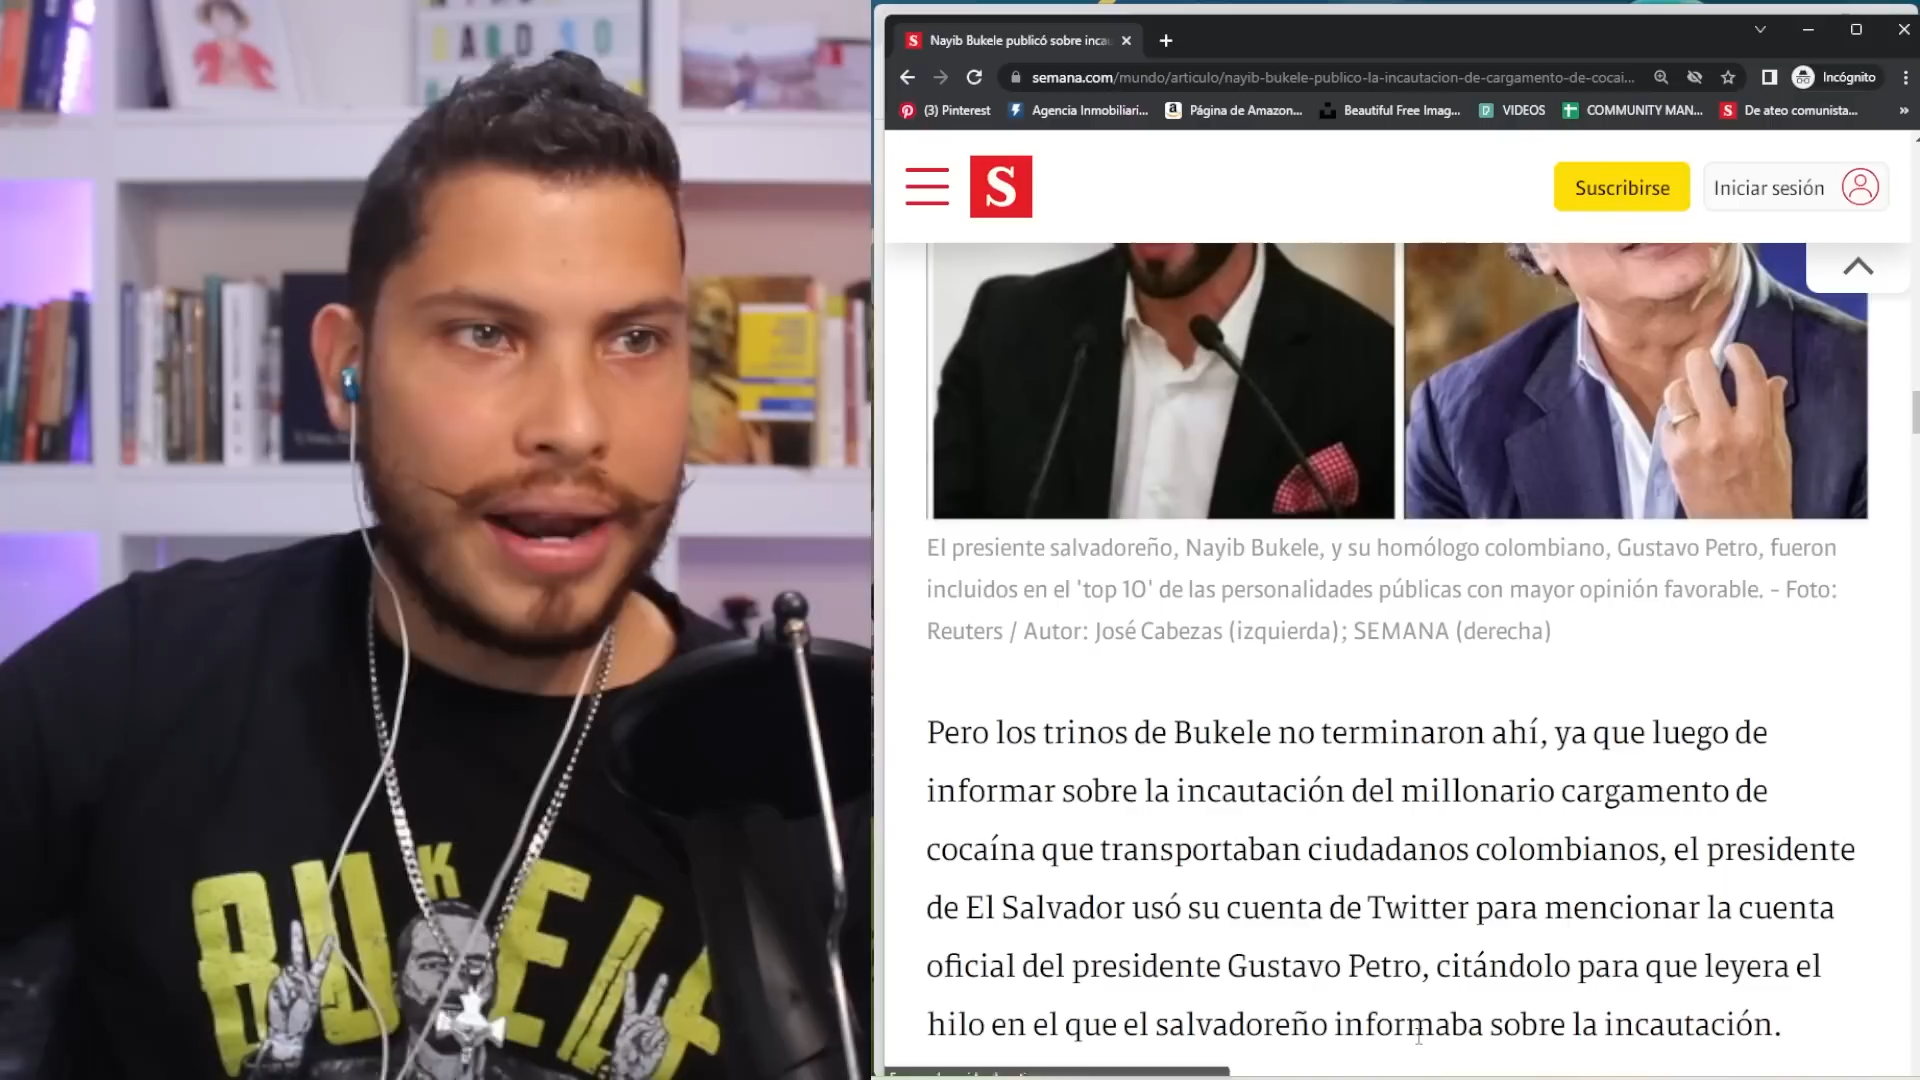 Nayib Bukele publicó sobre inca
semana.com/mundo/articulo/nayib-bukele-publico-la-incautacion-de-cargamento-de-cocai...
Incógnito
(3) Pinterest
Agencia Inmobiliari...
Página de Amazon...
Beautiful Free Imag...
VIDEOS
COMMUNITY MAN...
De ateo comunista...
S
Suscribirse
Iniciar sesión
El presiente salvadoreño, Nayib Bukele, y su homólogo colombiano, Gustavo Petro, fueron
incluidos en el 'top 10' de las personalidades públicas con mayor opinión favorable. - Foto:
Reuters / Autor: José Cabezas (izquierda); SEMANA (derecha)
Pero los trinos de Bukele no terminaron ahí, ya que luego de
informar sobre la incautación del millonario cargamento de
cocaína que transportaban ciudadanos colombianos, el presidente
de El Salvador usó su cuenta de Twitter para mencionar la cuenta
oficial del presidente Gustavo Petro, citándolo para que leyera el
hilo en el que el salvadoreño informaba sobre la incautación.
BUKELE